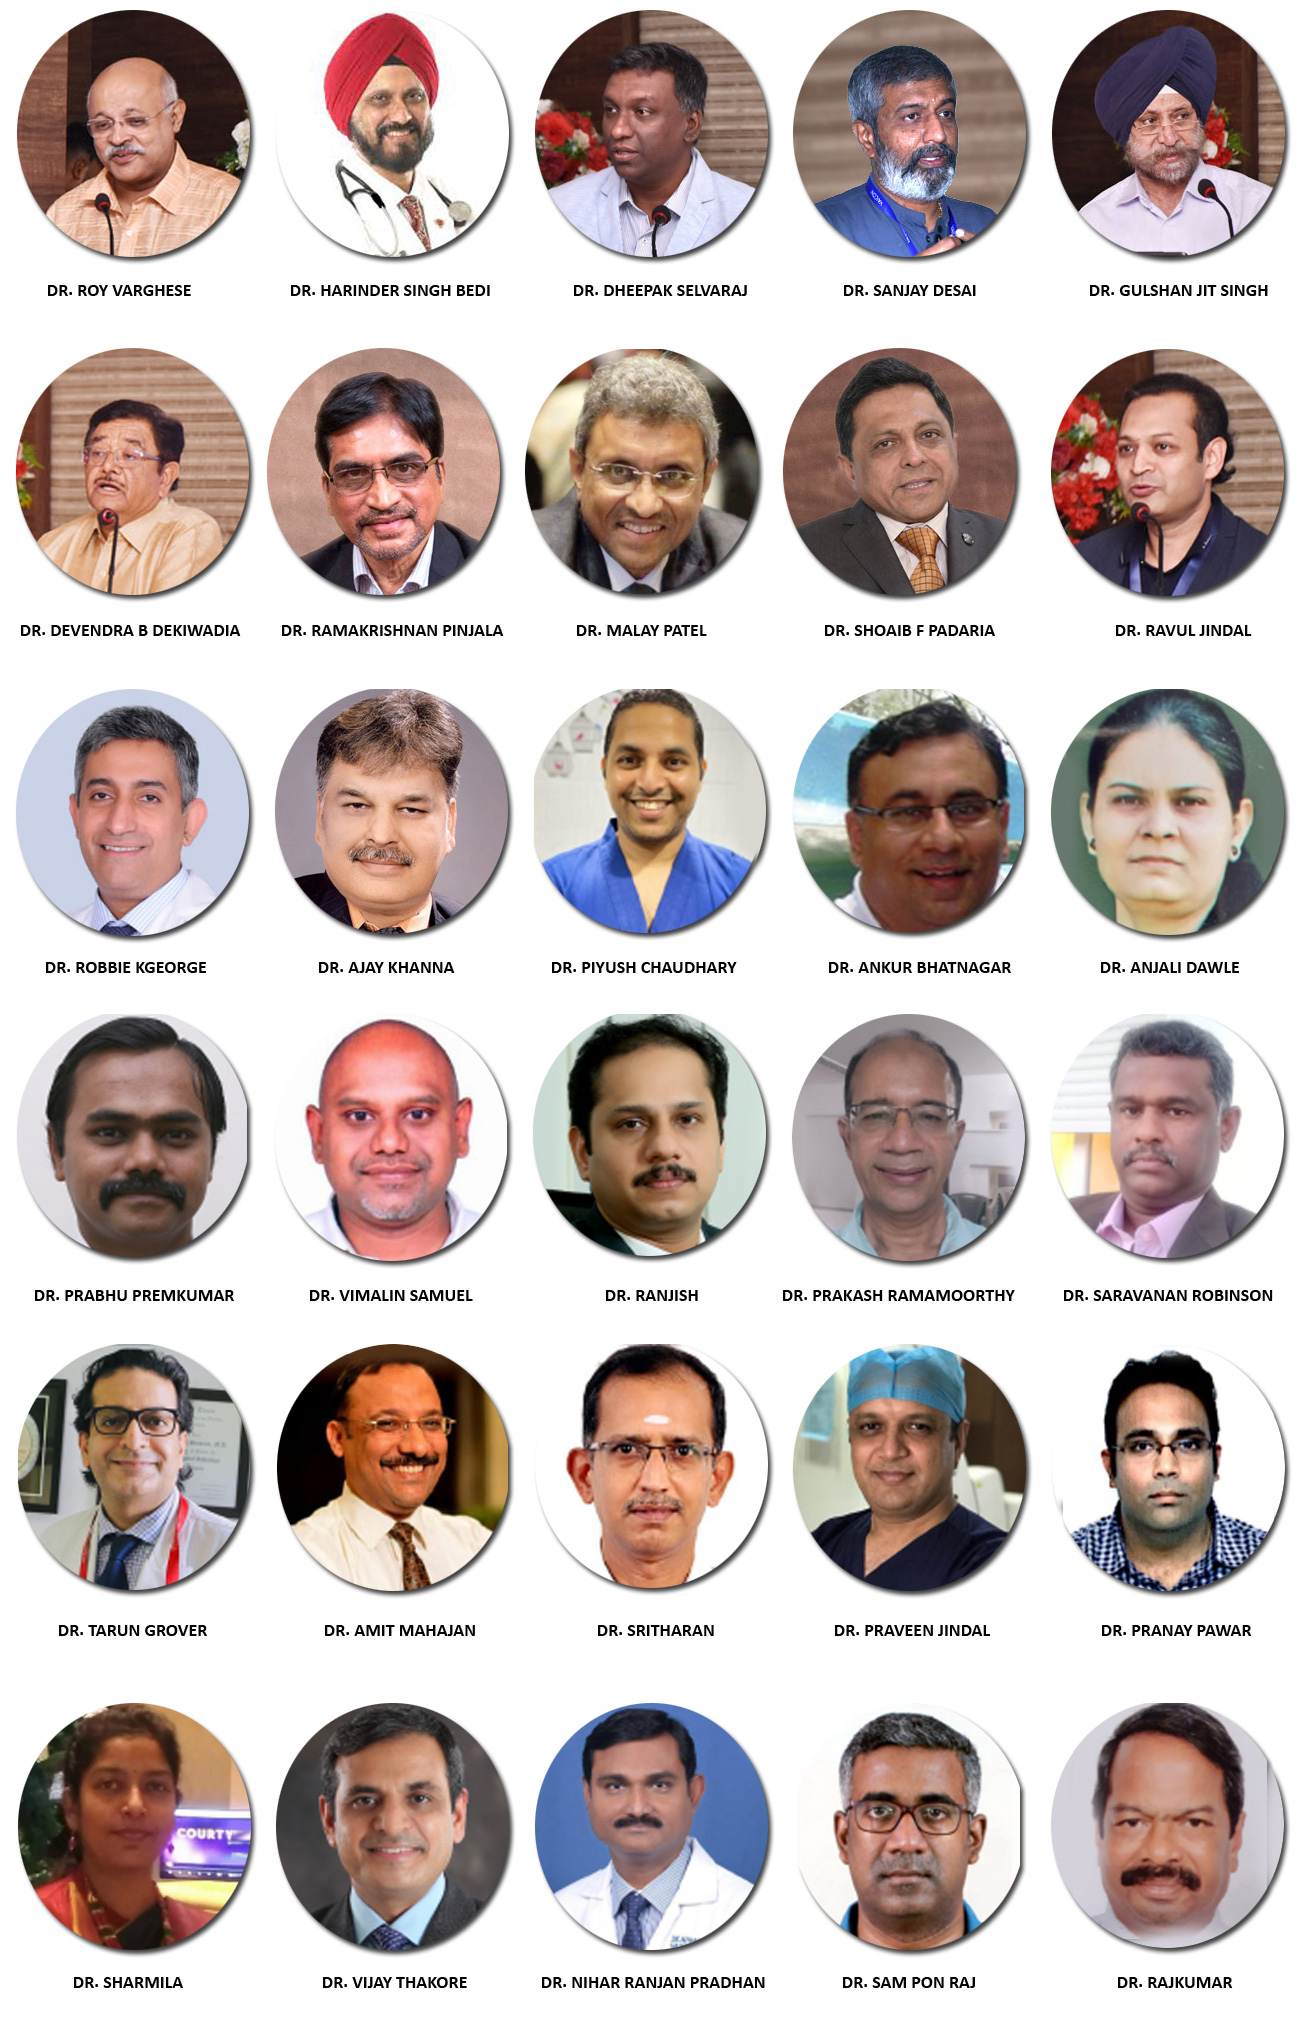 DR. ROY VARGHESE
DR. HARINDER SINGH BEDI
DR. DHEEPAK SELVARAJ
DR. SANJAY DESAI
DR. GULSHAN JIT SINGH
DR. DEVENDRA B DEKIWADIA
DR. RAMAKRISHNAN PINJALA
DR. MALAY PATEL
DR. SHOAIB F PADARIA
DR. RAVUL JINDAL
DR. ROBBIE KGEORGE
DR. AJAY KHANNA
DR. PIYUSH CHAUDHARY
DR. ANKUR BHATNAGAR
DR. ANJALI DAWLE
DR. PRABHU PREMKUMAR
DR. VIMALIN SAMUEL
DR. RANJISH
DR. PRAKASH RAMAMOORTHY
DR. SARAVANAN ROBINSON
DR. TARUN GROVER
DR. AMIT MAHAJAN
DR. SRITHARAN
DR. PRAVEEN JINDAL
DR. PRANAY PAWAR
COURTY
DR. SHARMILA
DR. VIJAY THAKORE
DR. NIHAR RANJAN PRADHAN
DR. SAM PON RAJ
DR. RAJKUMAR